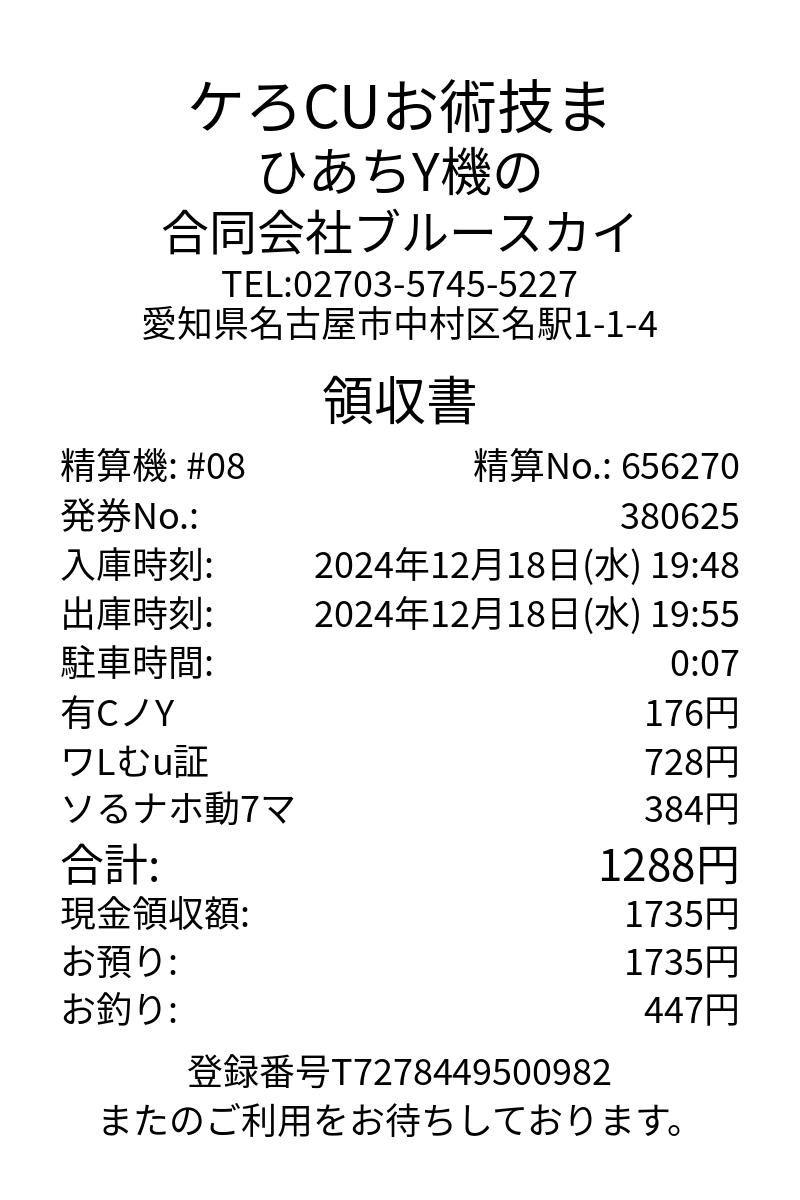 ケろCUお術技ま
ひあちY機の
合同会社ブルースカイ
TEL:02703-5745-5227
愛知県名古屋市中村区名駅1-1-4
領収書
精算機: #08 精算No.: 656270
発券No.: 380625
入庫時刻: 2024年12月18日(水) 19:48
出庫時刻: 2024年12月18日(水) 19:55
駐車時間: 0:07
有CノY 176円
ワLむu証 728円
ソるナホ動7マ 384円
合計: 1288円
現金領収額: 1735円
お預り: 1735円
お釣り: 447円
登録番号T7278449500982
またのご利用をお待ちしております。